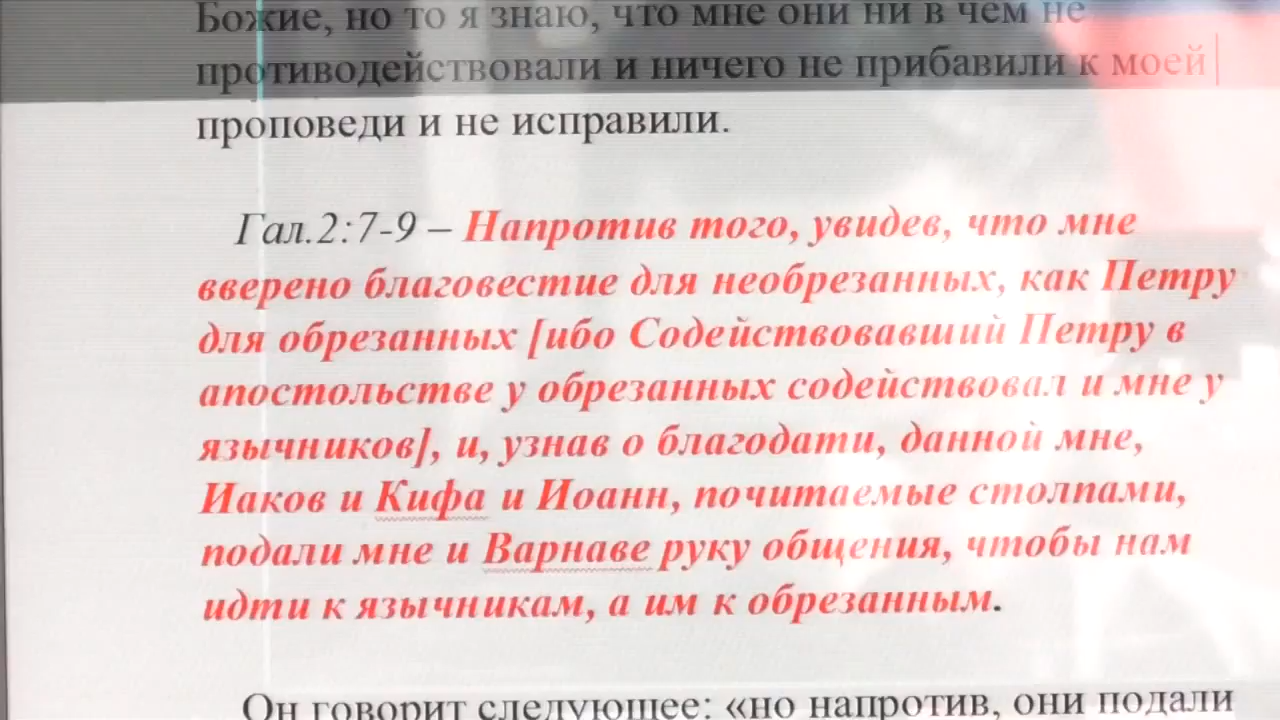 Божие, но то я знаю, что мне они ни в чем не
противодействовали и ничего не прибавили к моей
проповеди и не исправили.
Гал.2:7-9 – Напротив того, увидев, что мне
вверено благовестие для необрезанных, как Петру
для обрезанных [ибо Содействовавший Петру в
апостольстве у обрезанных содействовал и мне у
язычников], и, узнав о благодати, данной мне,
Иаков и Кифа и Иоанн, почитаемые столпами,
подали мне и Варнаве руку общения, чтобы нам
идти к язычникам, а им к обрезанным.
Он говорит следующее: «но напротив, они подали